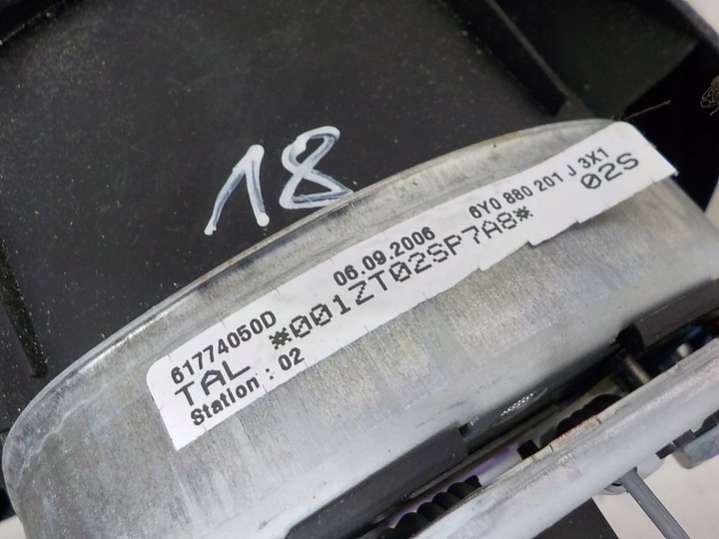 18
61774050D 06.09.2006 6Y0 880 201 J 3X1
TAL *001ZT02SP7A8* 02S
Station : 02